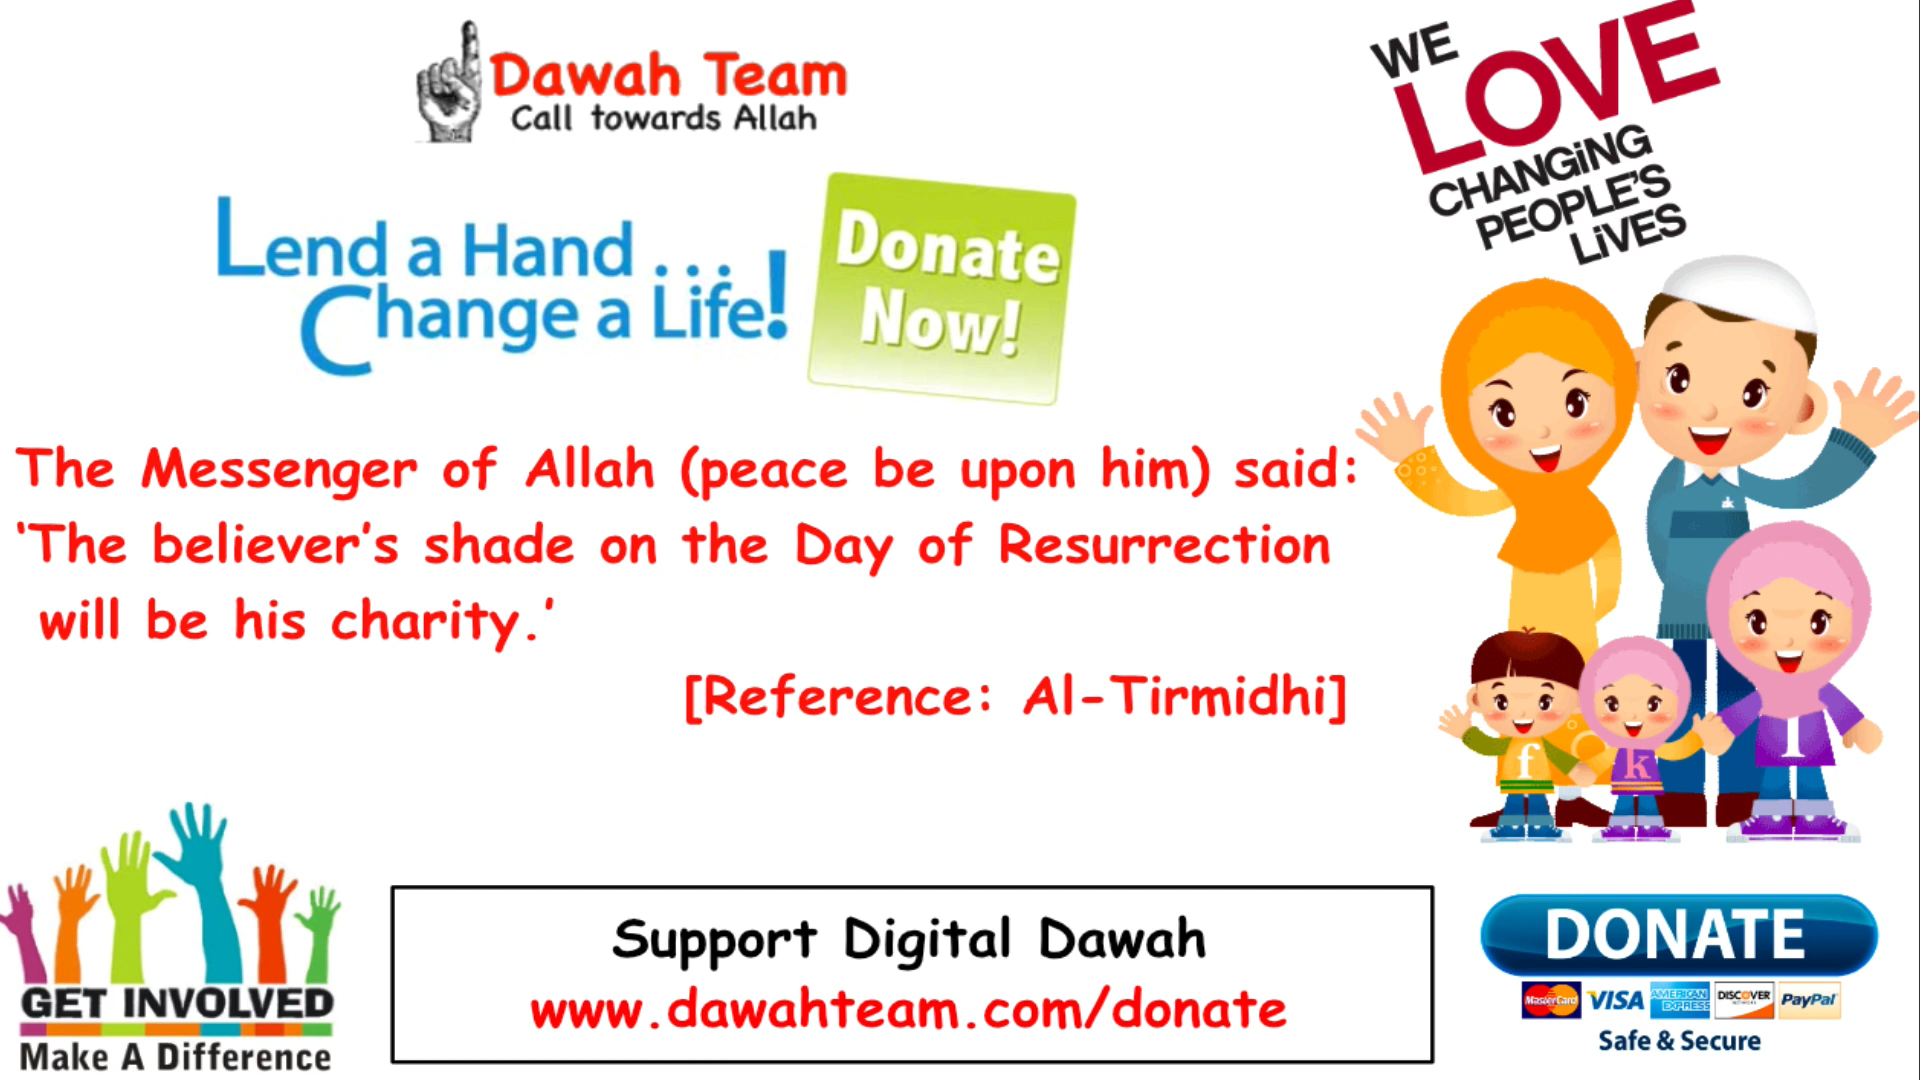 Dawah Team
Call towards Allah
WE
LOVE
CHANGiNG
PEOPLE'S
LiVES
Lend a Hand ...
Change a Life!
Donate
Now!
The Messenger of Allah (peace be upon him) said:
‘The believer’s shade on the Day of Resurrection
will be his charity.’
[Reference: Al-Tirmidhi]
f
k
l
GET INVOLVED
Make A Difference
Support Digital Dawah
www.dawahteam.com/donate
DONATE
MasterCard VISA AMERICAN EXPRESS DISCOVER NETWORK PayPal
Safe & Secure